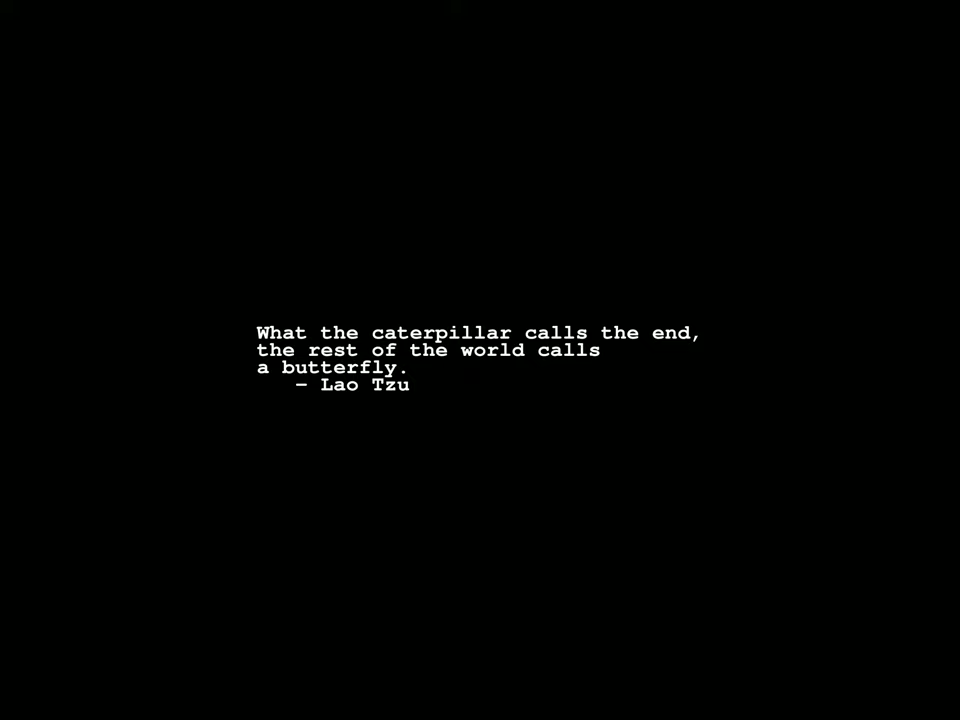 What the caterpillar calls the end,
the rest of the world calls
a butterfly.
– Lao Tzu